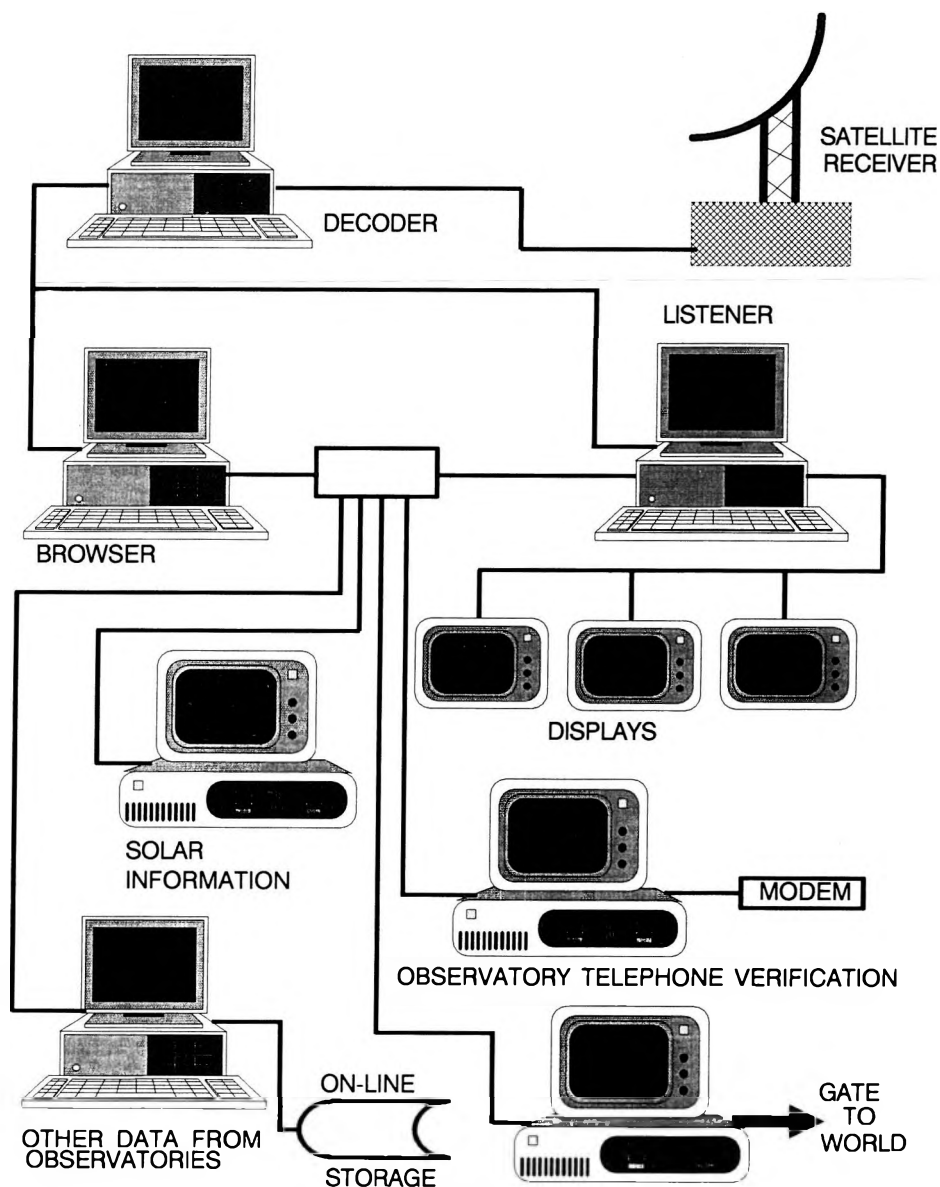 SATELLITE
RECEIVER
DECODER
LISTENER
BROWSER
DISPLAYS
SOLAR
INFORMATION
MODEM
OBSERVATORY TELEPHONE VERIFICATION
ON-LINE
STORAGE
GATE
TO
WORLD
OTHER DATA FROM
OBSERVATORIES